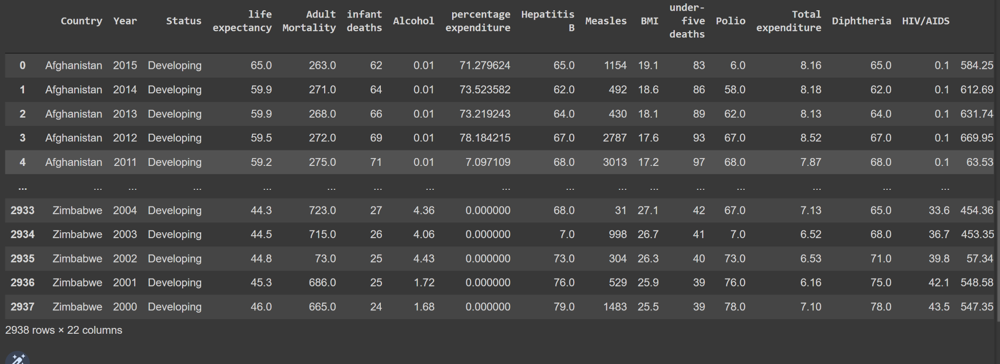 Country Year Status life expectancy Adult Mortality infant deaths Alcohol percentage expenditure Hepatitis B Measles BMI under-five deaths Polio Total expenditure Diphtheria HIV/AIDS
0 Afghanistan 2015 Developing 65.0 263.0 62 0.01 71.279624 65.0 1154 19.1 83 6.0 8.16 65.0 0.1 584.25
1 Afghanistan 2014 Developing 59.9 271.0 64 0.01 73.523582 62.0 492 18.6 86 58.0 8.18 62.0 0.1 612.69
2 Afghanistan 2013 Developing 59.9 268.0 66 0.01 73.219243 64.0 430 18.1 89 62.0 8.13 64.0 0.1 631.74
3 Afghanistan 2012 Developing 59.5 272.0 69 0.01 78.184215 67.0 2787 17.6 93 67.0 8.52 67.0 0.1 669.95
4 Afghanistan 2011 Developing 59.2 275.0 71 0.01 7.097109 68.0 3013 17.2 97 68.0 7.87 68.0 0.1 63.53
... ... ... ... ... ... ... ... ... ... ... ... ... ... ... ... ...
2933 Zimbabwe 2004 Developing 44.3 723.0 27 4.36 0.000000 68.0 31 27.1 42 67.0 7.13 65.0 33.6 454.36
2934 Zimbabwe 2003 Developing 44.5 715.0 26 4.06 0.000000 7.0 998 26.7 41 7.0 6.52 68.0 36.7 453.35
2935 Zimbabwe 2002 Developing 44.8 73.0 25 4.43 0.000000 73.0 304 26.3 40 73.0 6.53 71.0 39.8 57.34
2936 Zimbabwe 2001 Developing 45.3 686.0 25 1.72 0.000000 76.0 529 25.9 39 76.0 6.16 75.0 42.1 548.58
2937 Zimbabwe 2000 Developing 46.0 665.0 24 1.68 0.000000 79.0 1483 25.5 39 78.0 7.10 78.0 43.5 547.35
2938 rows × 22 columns